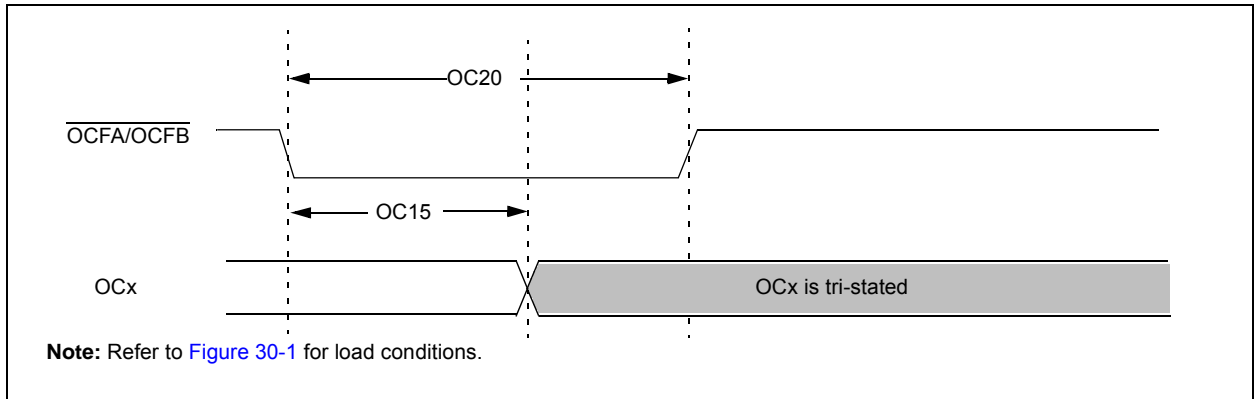 OC20
OCFA/OCFB
OC15
OCx
OCx is tri-stated
Note: Refer to Figure 30-1 for load conditions.